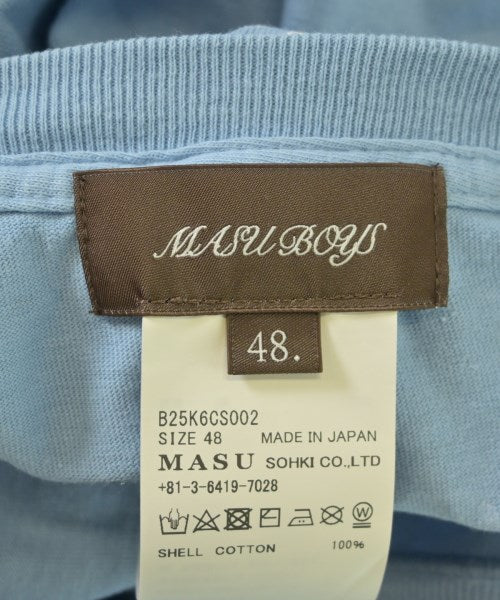 MASU BOYS
48.
B25K6CS002
SIZE 48 MADE IN JAPAN
MASU SOHKI CO.,LTD
+81-3-6419-7028
W
SHELL COTTON 100%